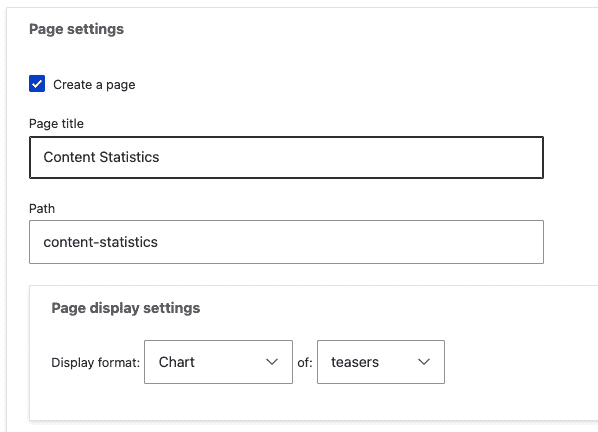 Page settings
Create a page
Page title
Content Statistics
Path
content-statistics
Page display settings
Display format: Chart of: teasers